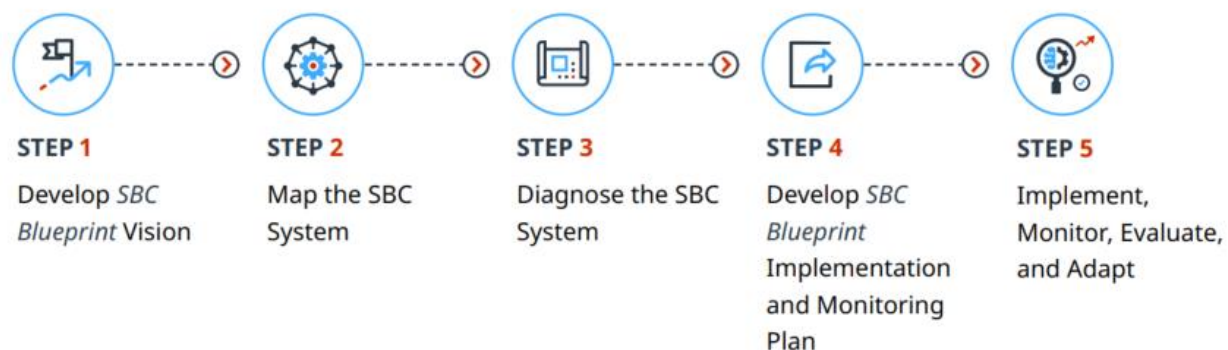 STEP 1
Develop SBC
Blueprint Vision
STEP 2
Map the SBC
System
STEP 3
Diagnose the SBC
System
STEP 4
Develop SBC
Blueprint
Implementation
and Monitoring
Plan
STEP 5
Implement,
Monitor, Evaluate,
and Adapt